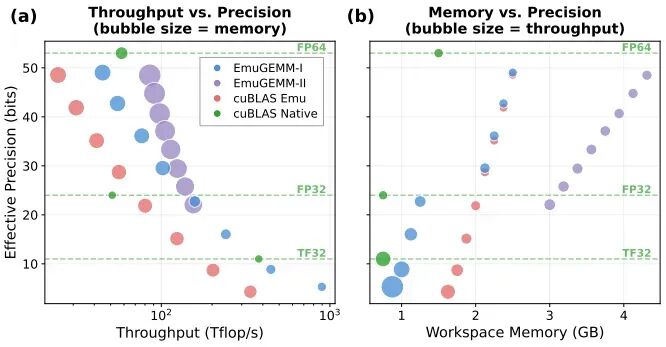 (a) Throughput vs. Precision
(bubble size = memory)
FP64
EmuGEMM-I
EmuGEMM-II
cuBLAS Emu
cuBLAS Native
FP32
TF32
50
40
30
20
10
Effective Precision (bits)
10²
10³
Throughput (Tflop/s)
(b) Memory vs. Precision
(bubble size = throughput)
FP64
FP32
TF32
1 2 3 4
Workspace Memory (GB)